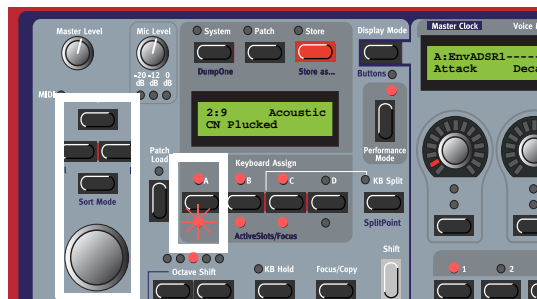 Master Level
Mic Level
System
Patch
Store
Display Mode
Master Clock
Voice
DumpOne
Store as...
Buttons
-20 -12 0
dB dB dB
MIDI
A:EnvADSR1-----
Attack Deca
2:9 Acoustic
CN Plucked
Performance
Mode
Patch
Load
Keyboard Assign
A
B
C
D
KB Split
Sort Mode
SplitPoint
ActiveSlots/Focus
Shift
Octave Shift
KB Hold
Focus/Copy
1
2